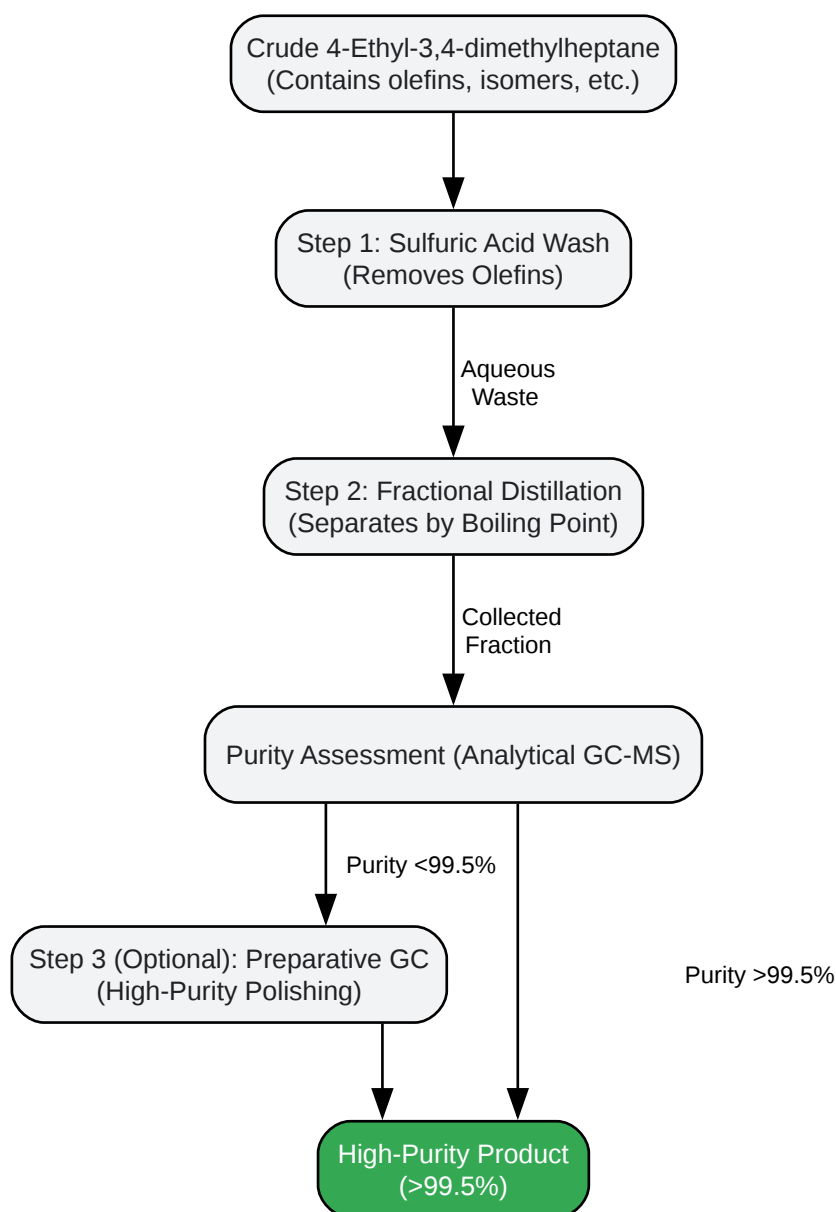 Crude 4-Ethyl-3,4-dimethylheptane
(Contains olefins, isomers, etc.)
Step 1: Sulfuric Acid Wash
(Removes Olefins)
Aqueous
Waste
Step 2: Fractional Distillation
(Separates by Boiling Point)
Collected
Fraction
Purity Assessment (Analytical GC-MS)
Purity <99.5%
Step 3 (Optional): Preparative GC
(High-Purity Polishing)
Purity >99.5%
High-Purity Product
(>99.5%)